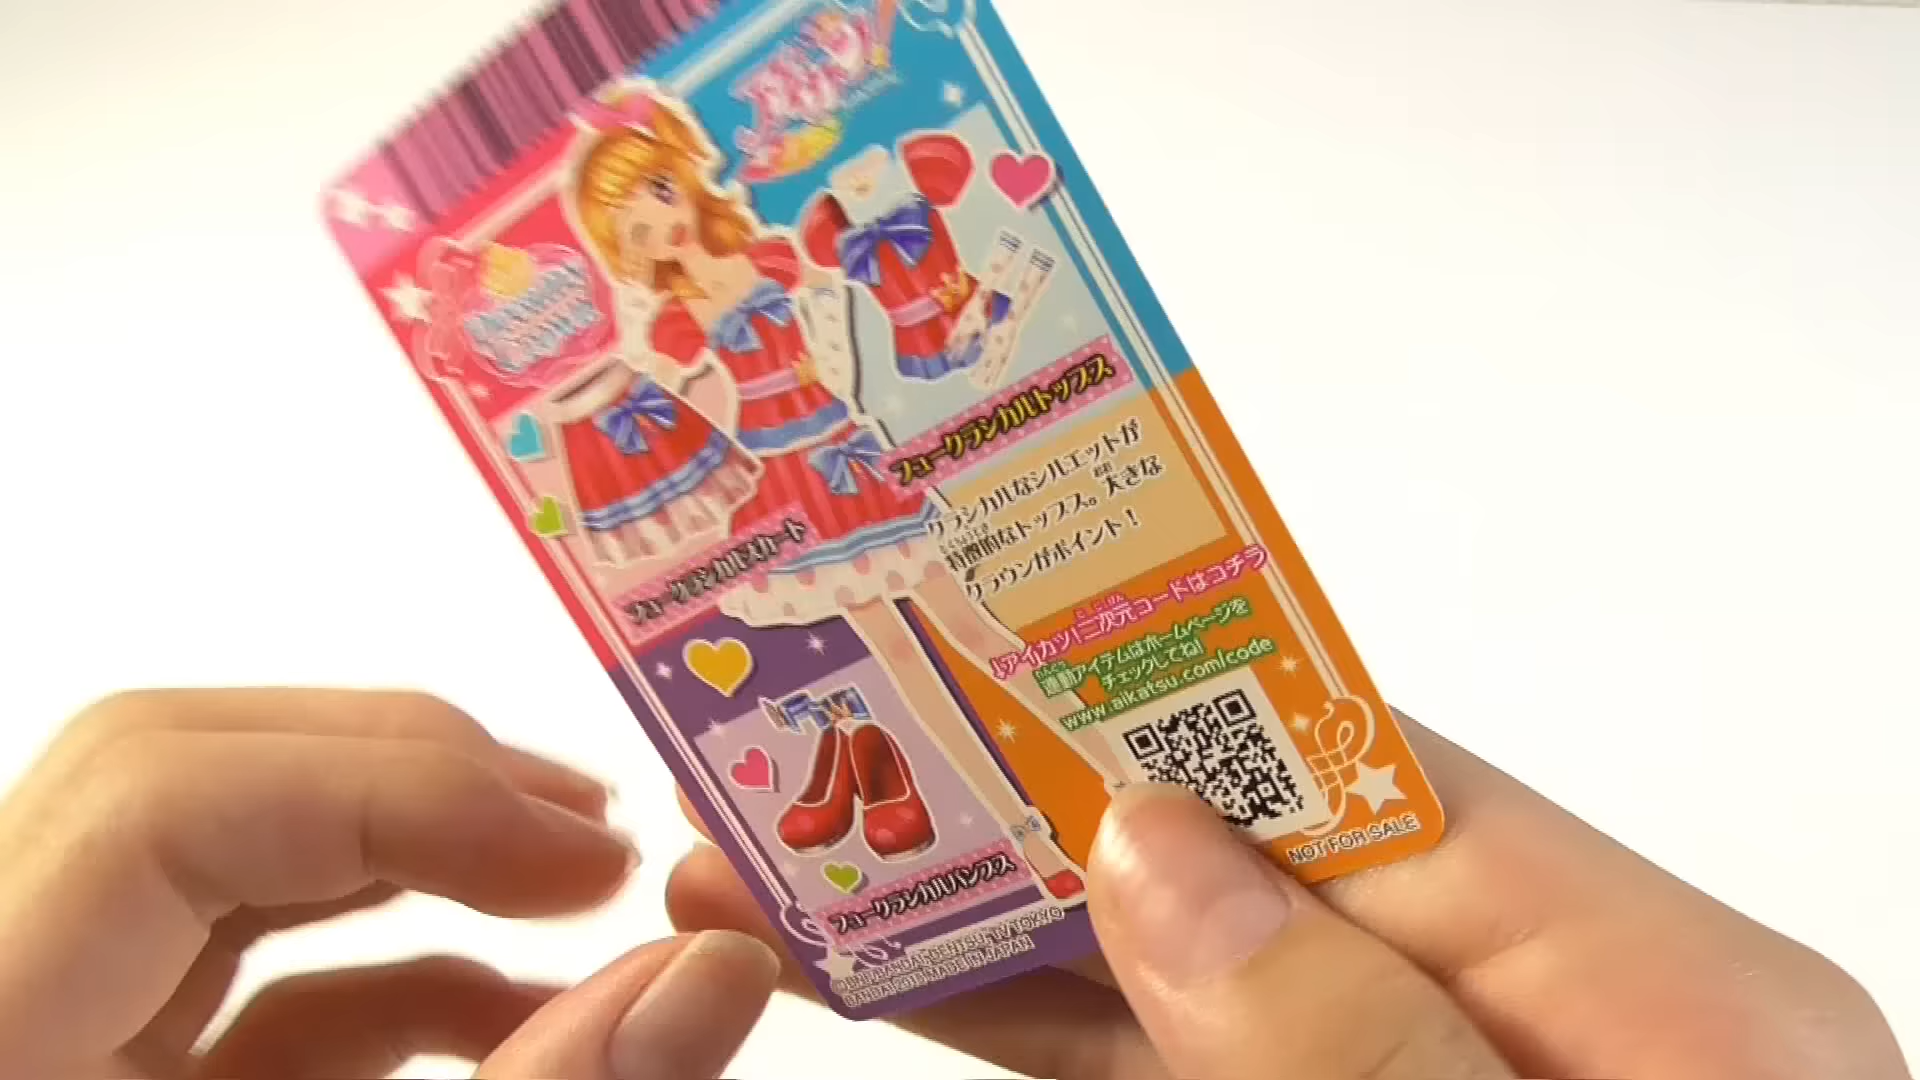 フュークラシカルトップス
クラシカルなシルエットが
特徴的なトップス。大きな
クラウンがポイント！
フュークラシカルスカート
↓アイカツ！二次元コードはコチラ
連動アイテムはホームページを
チェックしてね！
www.aikatsu.com/code
フュークラシカルパンプス
NOT FOR SALE
BANDAI 2015 MADE IN JAPAN